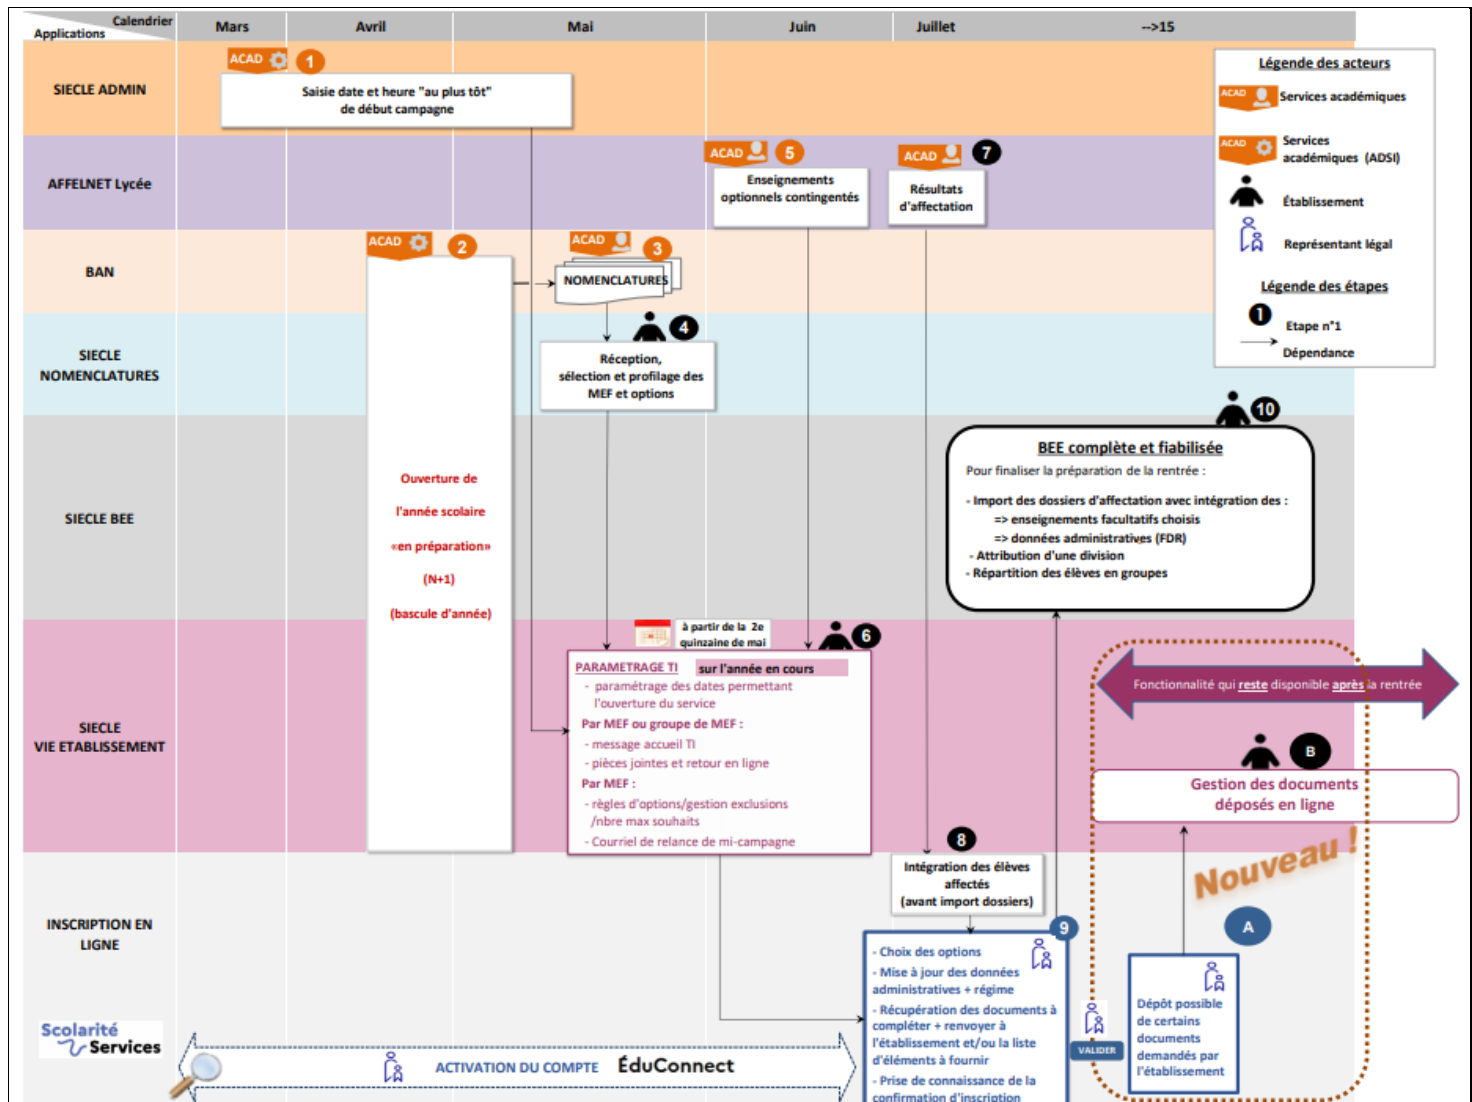 Calendrier
Applications
Mars
Avril
Mai
Juin
Juillet
-->15
SIECLE ADMIN
ACAD
1
Saisie date et heure "au plus tôt"
de début campagne
Légende des acteurs
ACAD
Services académiques
ACAD
Services
académiques (ADSI)
Établissement
Représentant légal
Légende des étapes
1
Etape n°1
Dépendance
AFFELNET Lycée
ACAD
5
Enseignements
optionnels contingentés
ACAD
7
Résultats
d'affectation
BAN
ACAD
2
ACAD
3
NOMENCLATURES
SIECLE
NOMENCLATURES
4
Réception,
sélection et profilage des
MEF et options
SIECLE BEE
Ouverture de
l'année scolaire
«en préparation»
(N+1)
(bascule d'année)
10
BEE complète et fiabilisée
Pour finaliser la préparation de la rentrée :
- Import des dossiers d'affectation avec intégration des :
=> enseignements facultatifs choisis
=> données administratives (FDR)
- Attribution d'une division
- Répartition des élèves en groupes
SIECLE
VIE ETABLISSEMENT
à partir de la 2e
quinzaine de mai
6
PARAMETRAGE TI sur l'année en cours
- paramétrage des dates permettant
l'ouverture du service
Par MEF ou groupe de MEF :
- message accueil TI
- pièces jointes et retour en ligne
Par MEF :
- règles d'options/gestion exclusions
/nbre max souhaits
- Courriel de relance de mi-campagne
Fonctionnalité qui reste disponible après la rentrée
B
Gestion des documents
déposés en ligne
Nouveau !
INSCRIPTION EN
LIGNE
8
Intégration des élèves
affectés
(avant import dossiers)
9
- Choix des options
- Mise à jour des données
administratives + régime
- Récupération des documents à
compléter + renvoyer à
l'établissement et/ou la liste
d'éléments à fournir
- Prise de connaissance de la
confirmation d'inscription
VALIDER
A
Dépôt possible
de certains
documents
demandés par
l'établissement
Scolarité
Services
ACTIVATION DU COMPTE ÉduConnect